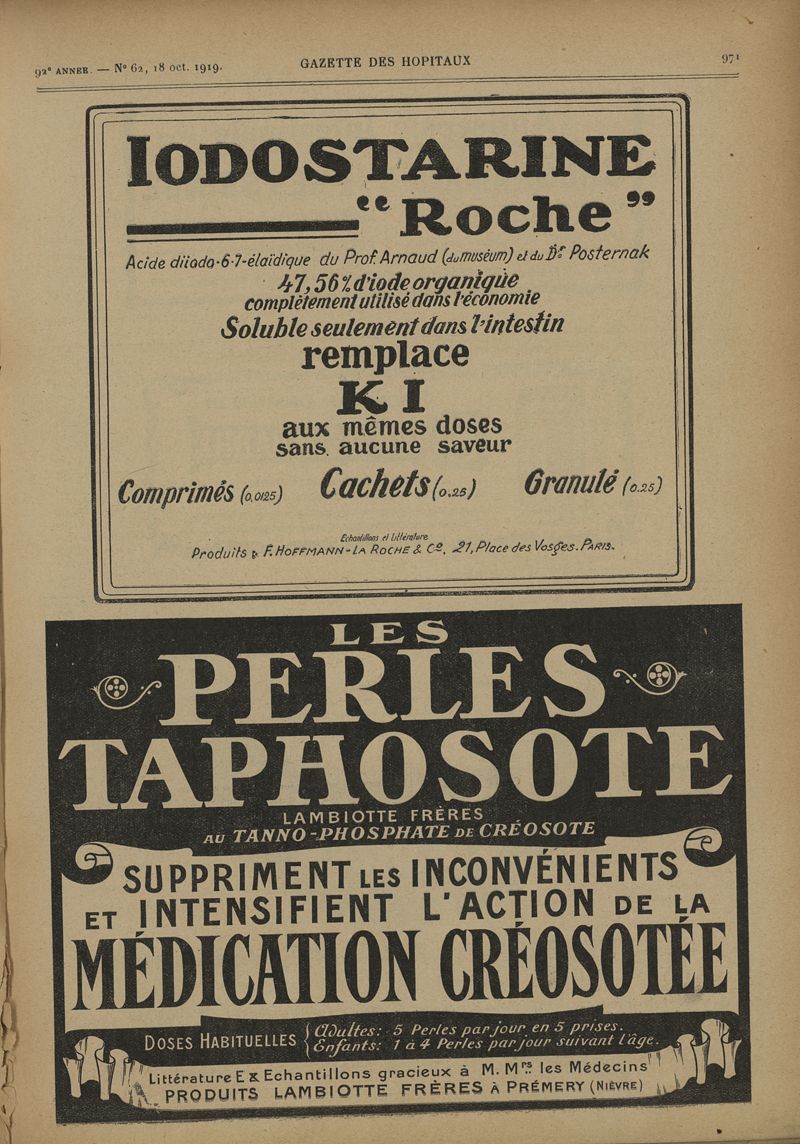 92e ANNEE. — No 62, 18 oct. 1919.
GAZETTE DES HOPITAUX
971
IODOSTARINE
"Roche"
Acide diiodo-6-7-élaïdique du Prof. Arnaud (du muséum) et du Dr Posternak
47,56% d'iode organique
complètement utilisé dans l'économie
Soluble seulement dans l'intestin
remplace
KI
aux mêmes doses
sans aucune saveur
Comprimés (0,0125) Cachets (0,25) Granulé (0.25)
Echantillons et Littérature
Produits F. HOFFMANN-LA ROCHE & Co, 21, Place des Vosges. PARIS.
LES
PERLES
TAPHOSOTE
LAMBIOTTE FRÈRES
AU TANNO-PHOSPHATE DE CRÉOSOTE
SUPPRIMENT LES INCONVÉNIENTS
ET INTENSIFIENT L'ACTION DE LA
MÉDICATION CRÉOSOTÉE
DOSES HABITUELLES { Adultes: 5 Perles par jour en 5 prises.
Enfants: 1 à 4 Perles par jour suivant l'âge.
Littérature Et Echantillons gracieux à M.Mrs les Médecins
PRODUITS LAMBIOTTE FRÈRES À PRÉMERY (NIÈVRE)